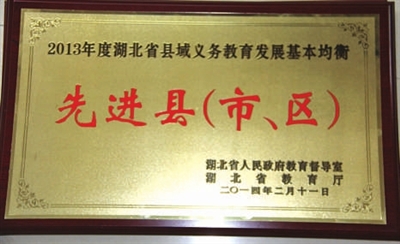 2013年度湖北省县域义务教育发展基本均衡
先进县(市、区)
湖北省人民政府教育督导室
湖北省教育厅
二〇一四年二月十一日